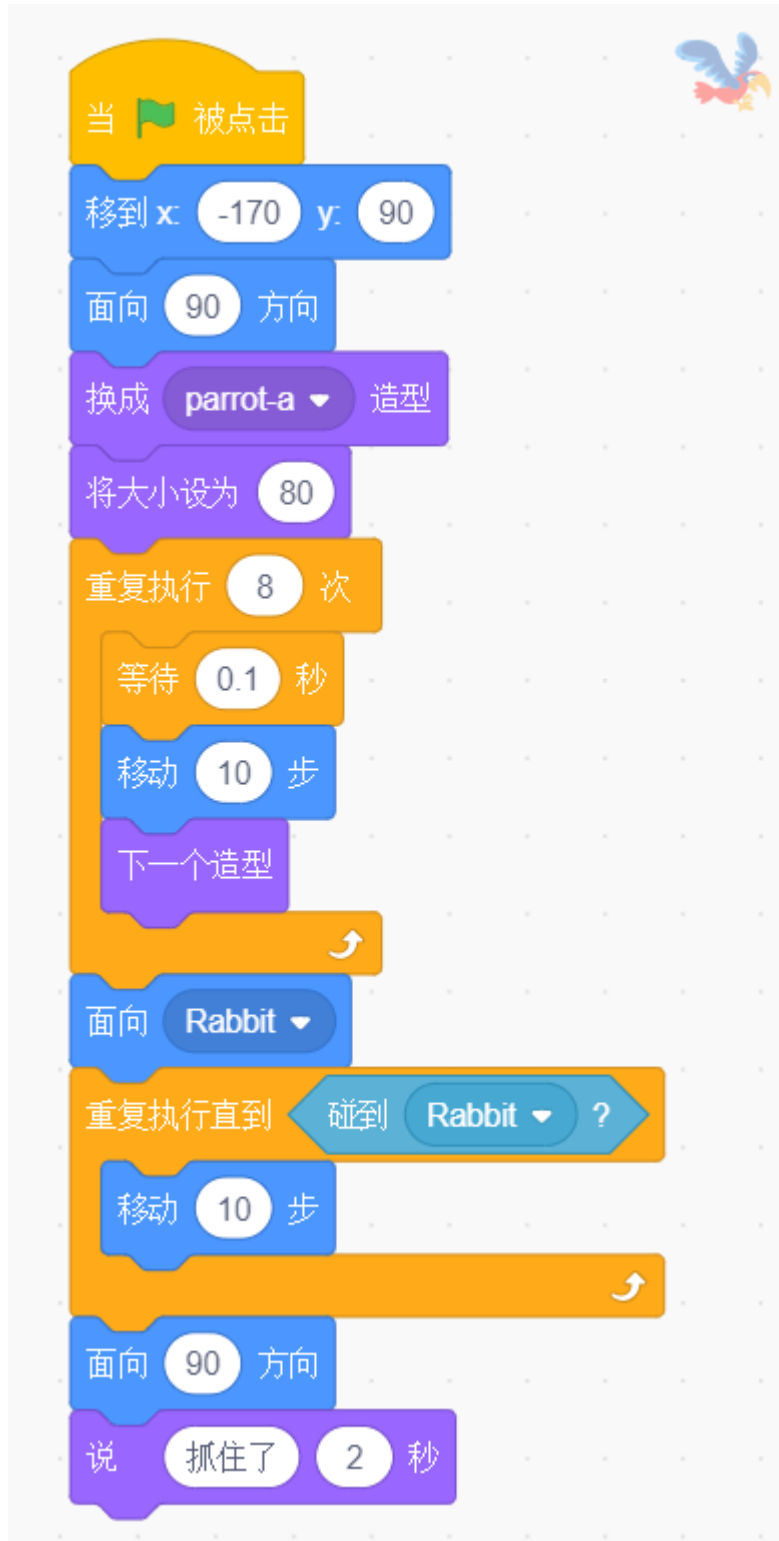 当 被点击
移到 x: -170 y: 90
面向 90 方向
换成 parrot-a 造型
将大小设为 80
重复执行 8 次
等待 0.1 秒
移动 10 步
下一个造型
面向 Rabbit
重复执行直到 碰到 Rabbit ?
移动 10 步
面向 90 方向
说 抓住了 2 秒